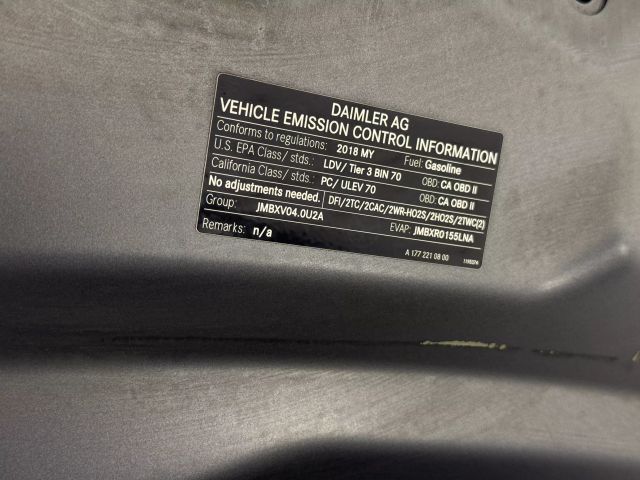 DAIMLER AG
VEHICLE EMISSION CONTROL INFORMATION
Conforms to regulations: 2018 MY Fuel: Gasoline
U.S. EPA Class/ stds.: LDV/ Tier 3 BIN 70 OBD: CA OBD II
California Class/ stds.: PC/ ULEV 70 OBD: CA OBD II
No adjustments needed. DFI/2TC/2CAC/2WR-HO2S/2HO2S/2TWC(2)
Group: JMBXV04.0U2A EVAP: JMBXR0155LNA
Remarks: n/a
A 177 221 08 00